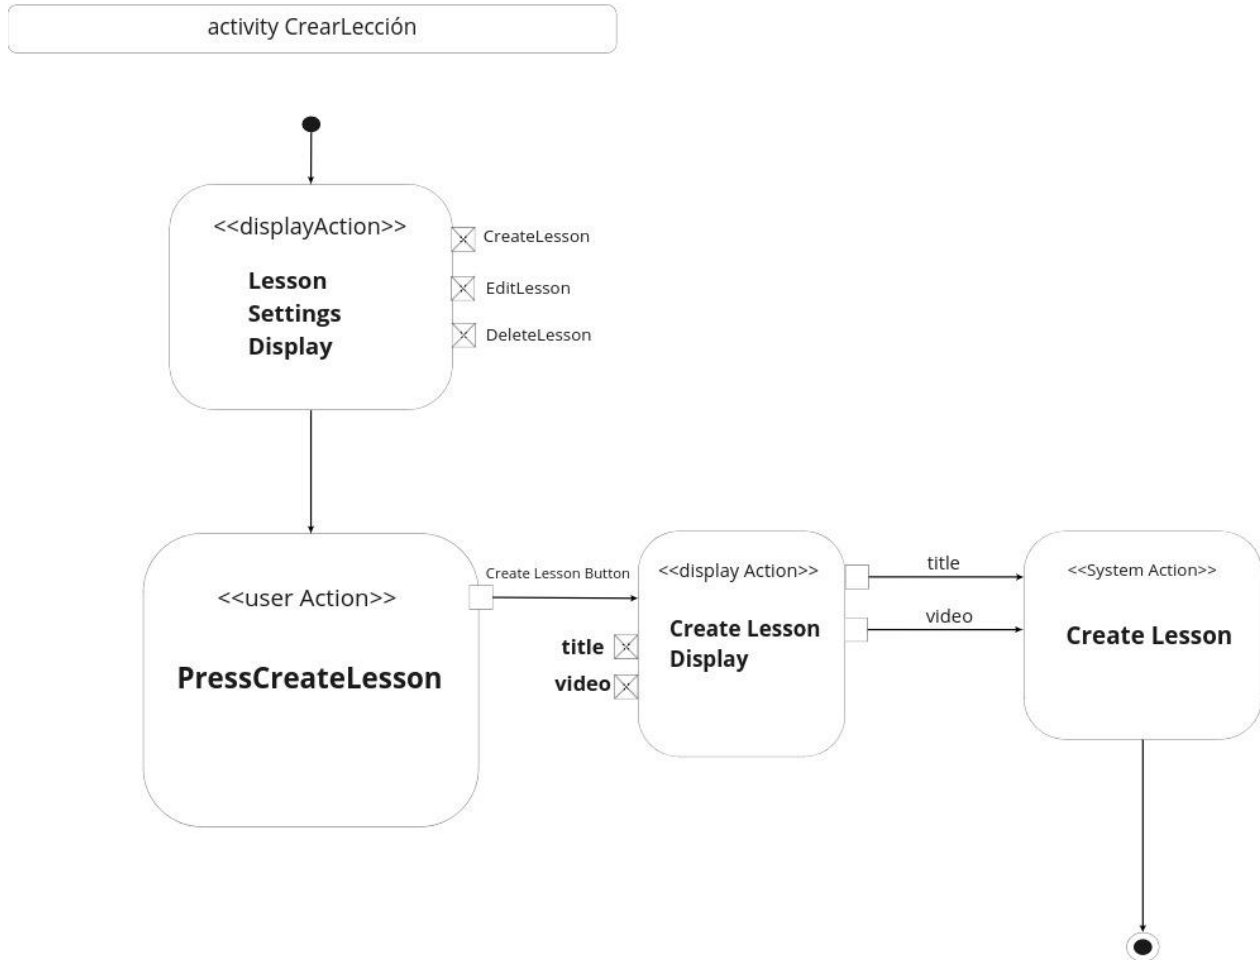 activity CrearLección
<<displayAction>>
Lesson
Settings
Display
CreateLesson
EditLesson
DeleteLesson
<<user Action>>
PressCreateLesson
Create Lesson Button
title
video
<<display Action>>
Create Lesson
Display
title
video
<<System Action>>
Create Lesson